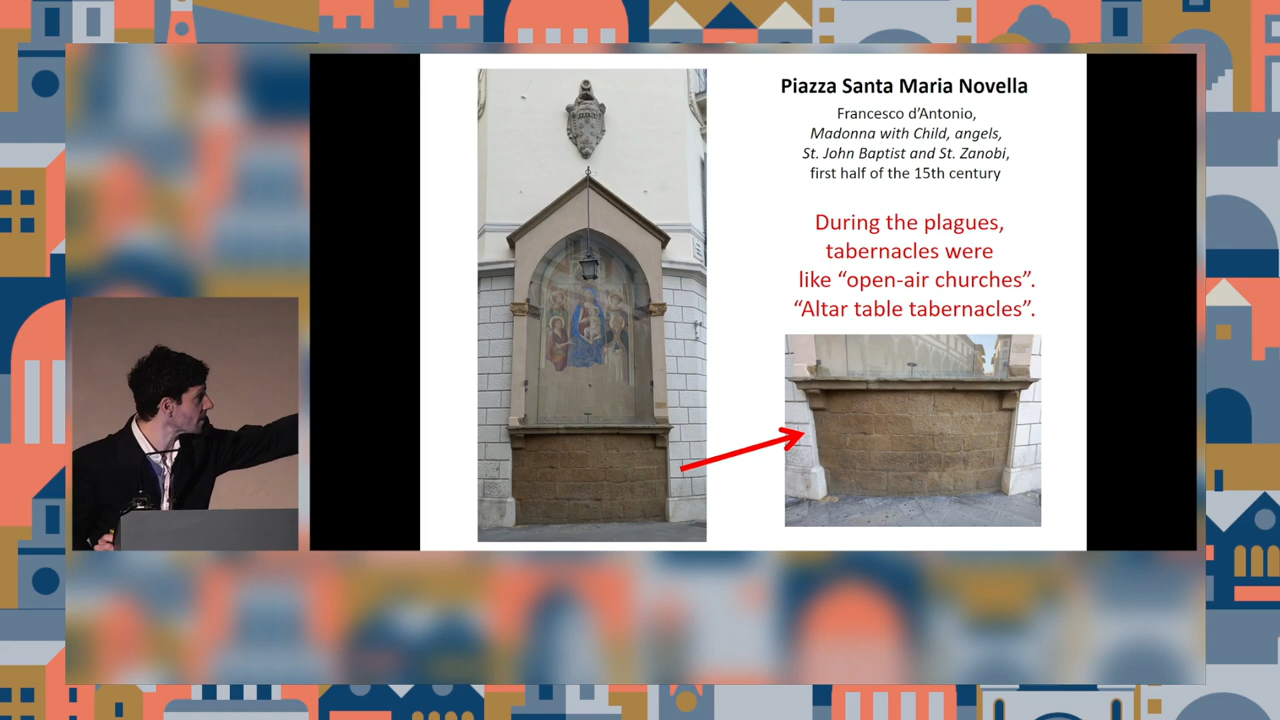 Piazza Santa Maria Novella
Francesco d’Antonio,
Madonna with Child, angels,
St. John Baptist and St. Zanobi,
first half of the 15th century
During the plagues,
tabernacles were
like “open-air churches”.
“Altar table tabernacles”.